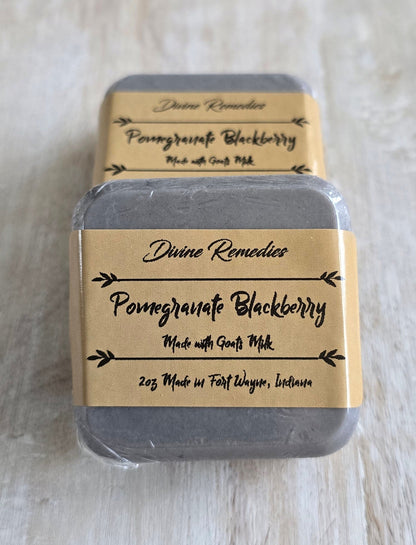 Divine Remedies
Pomegranate Blackberry
Made with Goats Milk
Divine Remedies
Pomegranate Blackberry
Made with Goats Milk
2oz Made in Fort Wayne, Indiana